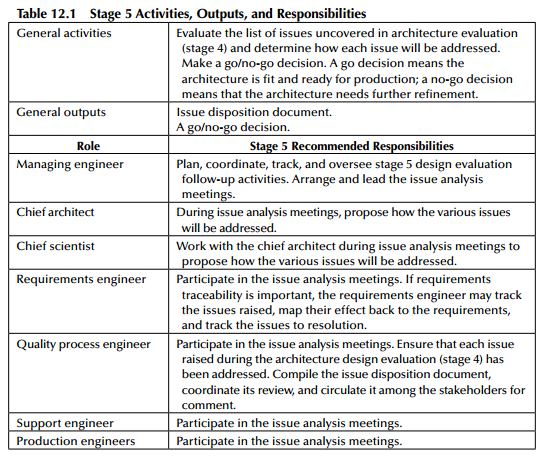 Table 12.1 Stage 5 Activities, Outputs, and Responsibilities
General activities
Evaluate the list of issues uncovered in architecture evaluation
(stage 4) and determine how each issue will be addressed.
Make a go/no-go decision. A go decision means the
architecture is fit and ready for production; a no-go decision
means that the architecture needs further refinement.
General outputs
Issue disposition document.
A go/no-go decision.
Role
Stage 5 Recommended Responsibilities
Managing engineer
Plan, coordinate, track, and oversee stage 5 design evaluation
follow-up activities. Arrange and lead the issue analysis
meetings.
Chief architect
During issue analysis meetings, propose how the various issues
will be addressed.
Chief scientist
Work with the chief architect during issue analysis meetings to
propose how the various issues will be addressed.
Requirements engineer
Participate in the issue analysis meetings. If requirements
traceability is important, the requirements engineer may track
the issues raised, map their effect back to the requirements,
and track the issues to resolution.
Quality process engineer
Participate in the issue analysis meetings. Ensure that each issue
raised during the architecture design evaluation (stage 4) has
been addressed. Compile the issue disposition document,
coordinate its review, and circulate it among the stakeholders for
comment.
Support engineer
Participate in the issue analysis meetings.
Production engineers
Participate in the issue analysis meetings.